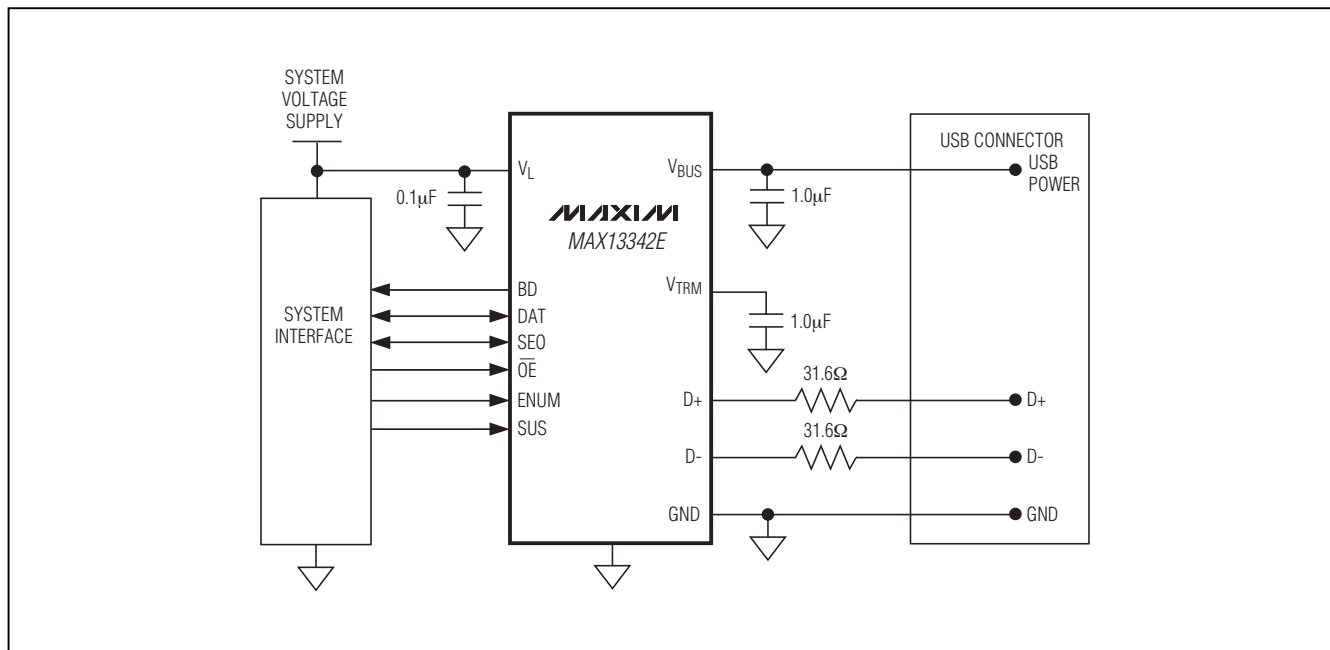 SYSTEM
VOLTAGE
SUPPLY
VL
0.1µF
VBUS
1.0µF
USB CONNECTOR
USB
POWER
MAXIM
MAX13342E
VTRM
1.0µF
SYSTEM
INTERFACE
BD
DAT
SEO
OE
ENUM
SUS
D+
31.6Ω
D+
D-
31.6Ω
D-
GND
GND